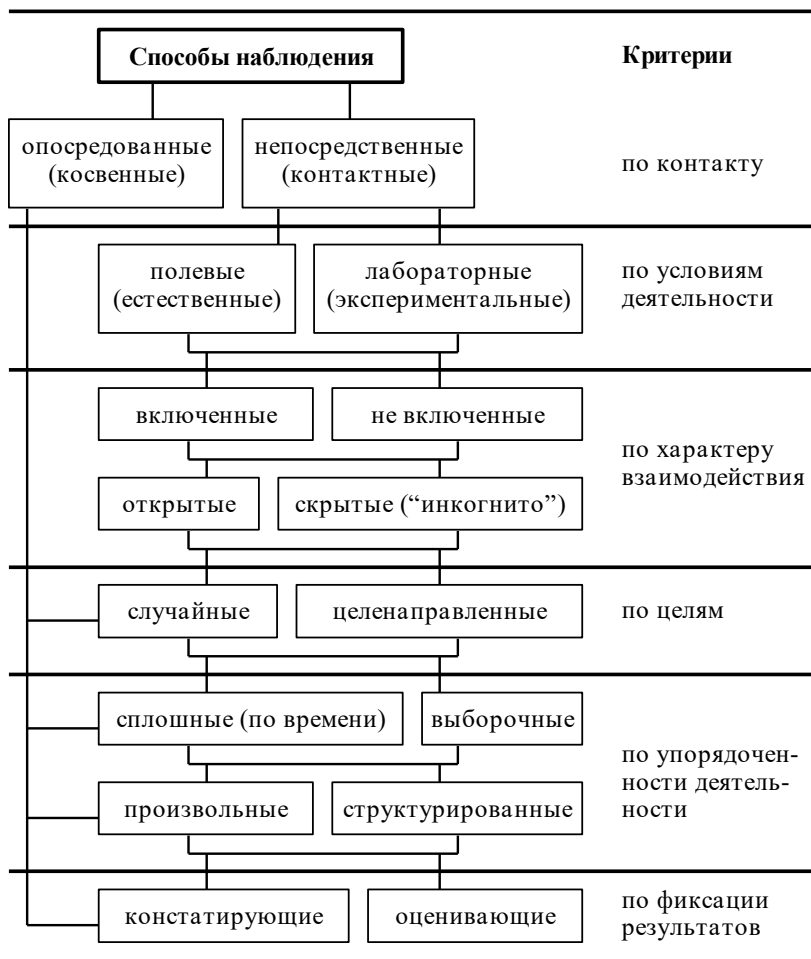 Способы наблюдения
Критерии
опосредованные
(косвенные)
непосредственные
(контактные)
по контакту
полевые
(естественные)
лабораторные
(экспериментальные)
по условиям
деятельности
включенные
не включенные
открытые
скрытые (“инкогнито”)
по характеру
взаимодействия
случайные
целенаправленные
по целям
сплошные (по времени)
выборочные
произвольные
структурированные
по упорядочен-
ности деятель-
ности
констатирующие
оценивающие
по фиксации
результатов